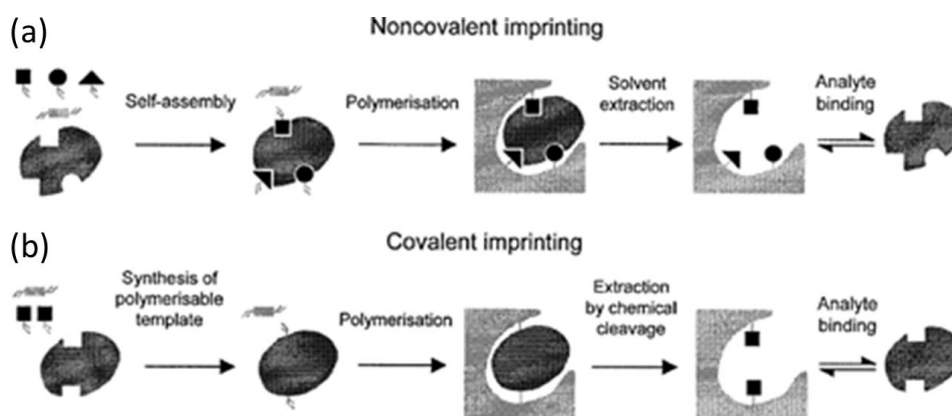 (a)
Noncovalent imprinting
Self-assembly
Polymerisation
Solvent
extraction
Analyte
binding
(b)
Covalent imprinting
Synthesis of
polymerisable
template
Polymerisation
Extraction
by chemical
cleavage
Analyte
binding